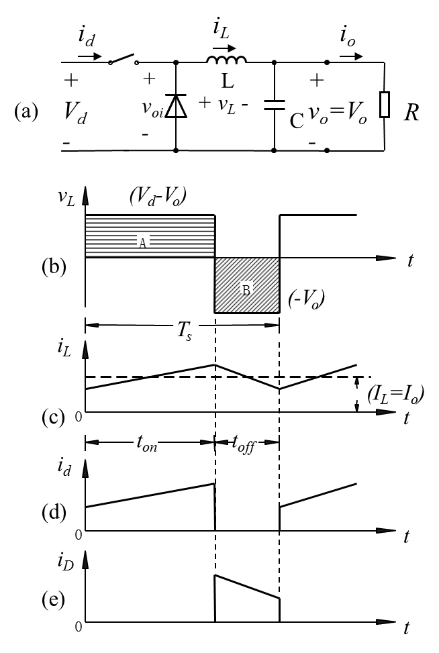 i_d i_L i_o
+ + L +
(a) V_d v_oi + v_L - C v_o=V_o R
- - -
v_L (V_d-V_o)
A
(b) t
B
(-V_o)
T_s
i_L
(I_L=I_o)
(c) 0 t
t_on t_off
i_d
(d)
0 t
i_D
(e)
0 t